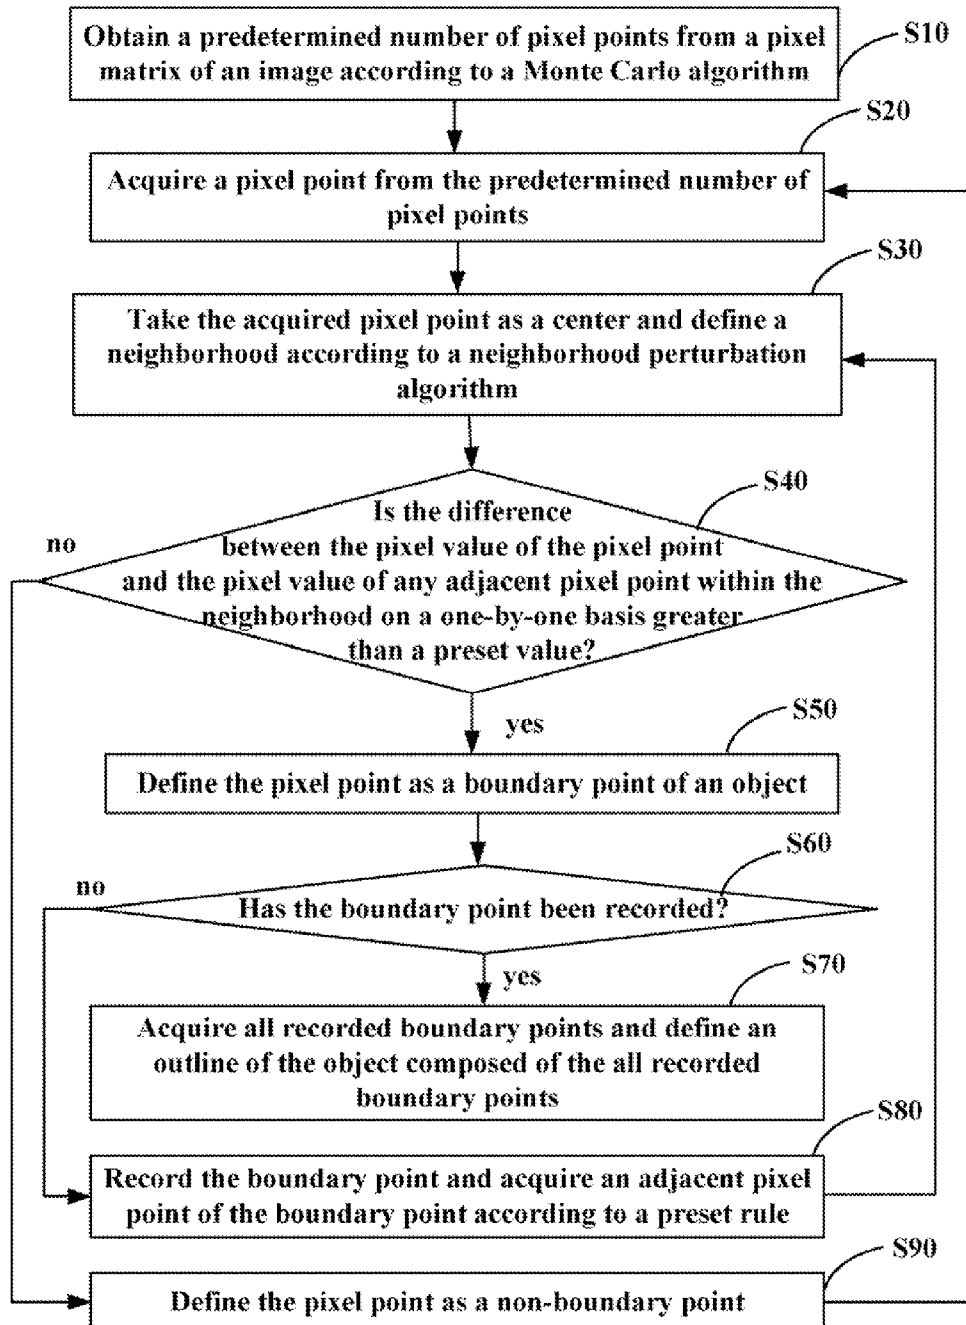 Obtain a predetermined number of pixel points from a pixel
matrix of an image according to a Monte Carlo algorithm
S10
S20
Acquire a pixel point from the predetermined number of
pixel points
S30
Take the acquired pixel point as a center and define a
neighborhood according to a neighborhood perturbation
algorithm
S40
no
Is the difference
between the pixel value of the pixel point
and the pixel value of any adjacent pixel point within the
neighborhood on a one-by-one basis greater
than a preset value?
yes
S50
Define the pixel point as a boundary point of an object
S60
no
Has the boundary point been recorded?
yes
S70
Acquire all recorded boundary points and define an
outline of the object composed of the all recorded
boundary points
S80
Record the boundary point and acquire an adjacent pixel
point of the boundary point according to a preset rule
S90
Define the pixel point as a non-boundary point